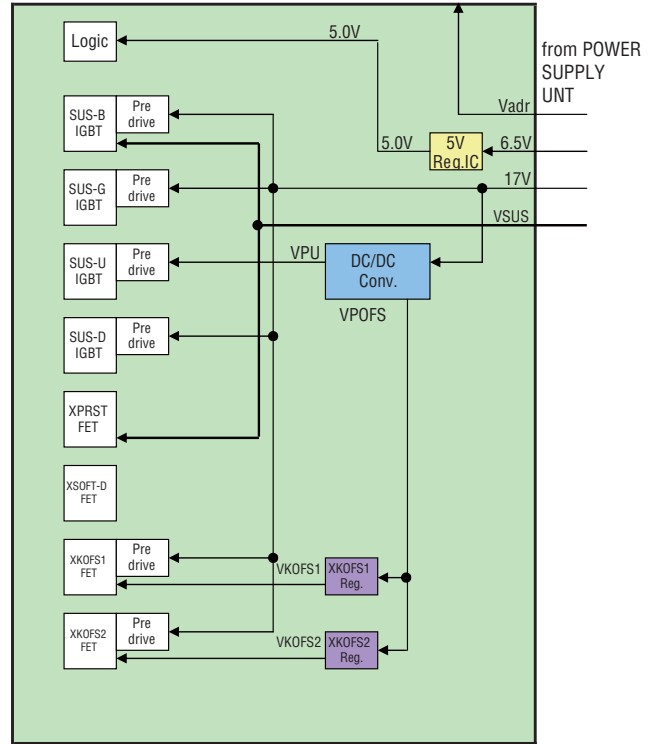 Logic
5.0V
from POWER
SUPPLY
UNT
Vadr
SUS-B
IGBT
Pre
drive
5.0V
5V
Reg.IC
6.5V
SUS-G
IGBT
Pre
drive
17V
VSUS
SUS-U
IGBT
Pre
drive
VPU
DC/DC
Conv.
VPOFS
SUS-D
IGBT
Pre
drive
XPRST
FET
XSOFT-D
FET
XKOFS1
FET
Pre
drive
VKOFS1
XKOFS1
Reg.
XKOFS2
FET
Pre
drive
VKOFS2
XKOFS2
Reg.